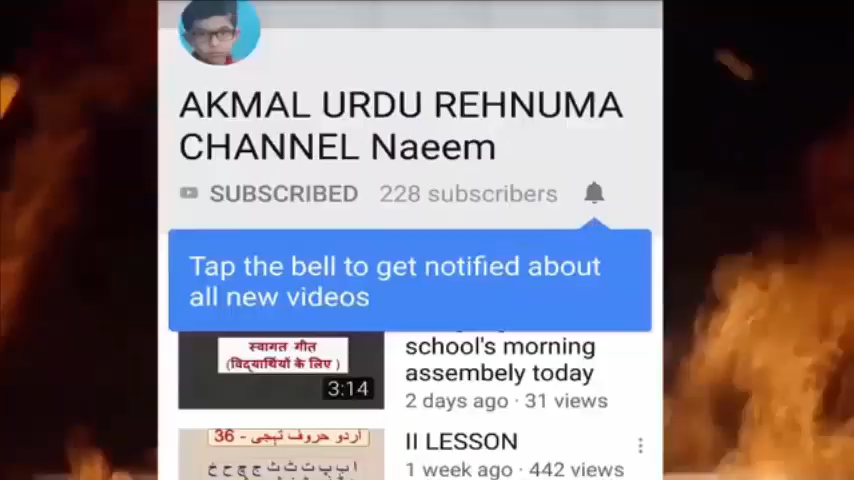 AKMAL URDU REHNUMA
CHANNEL Naeem
SUBSCRIBED 228 subscribers
Tap the bell to get notified about
all new videos
स्वागत गीत
(विद्यार्थियों के लिए )
3:14
school's morning
assembely today
2 days ago · 31 views
اردو حروف تہجی - 36
ا ب پ ت ٹ ث ج چ ح خ
II LESSON
1 week ago · 442 views